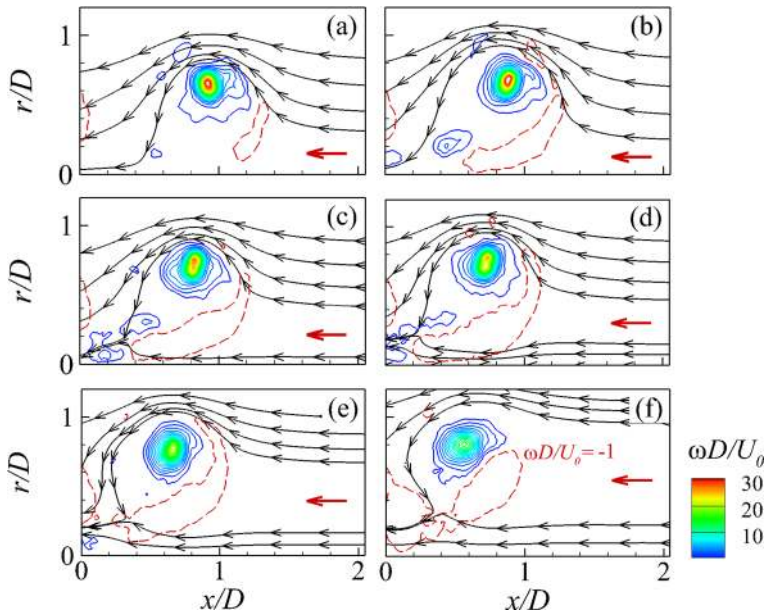 (a)
(b)
1
r/D
0
(c)
(d)
1
r/D
0
(e)
(f)
1
ωD/U₀= -1
r/D
ωD/U₀
30
20
10
0
0 1 2
0 1 2
x/D
x/D